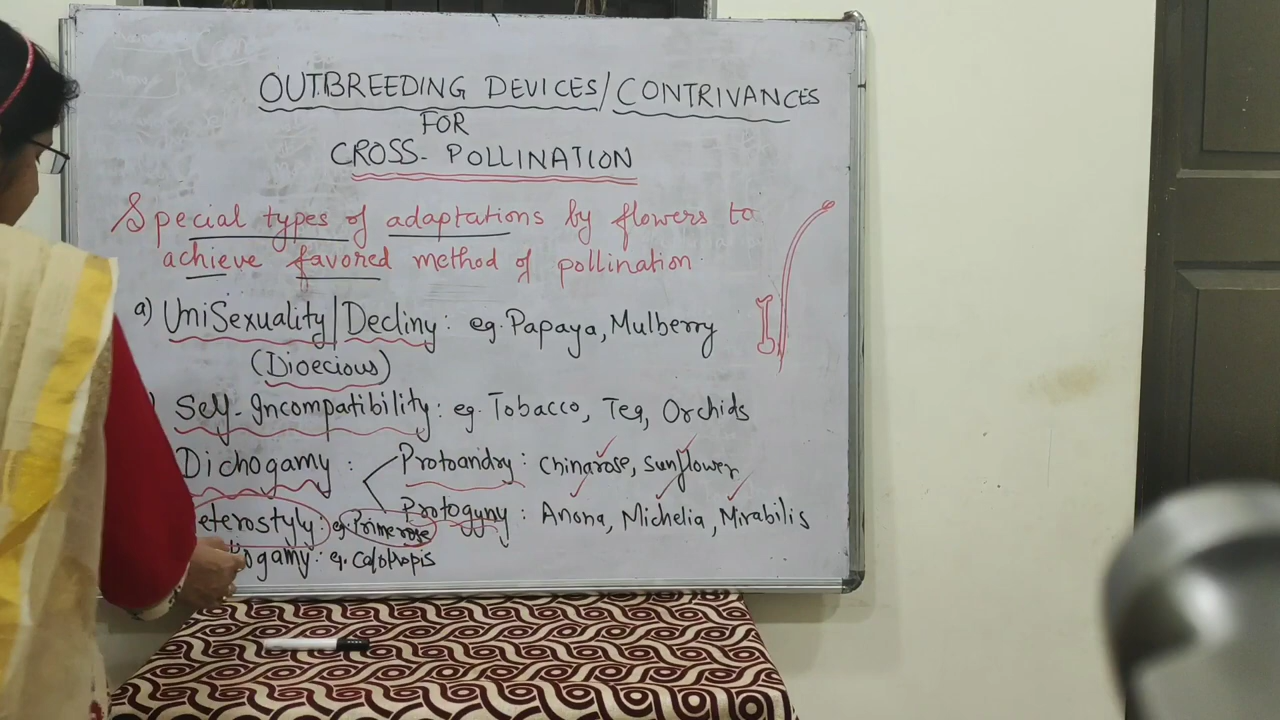 OUTBREEDING DEVICES/CONTRIVANCES
FOR
CROSS-POLLINATION
Special types of adaptations by flowers to
achieve favored method of pollination.
a) UniSexuality/Decliny: eg. Papaya, Mulberry
(Dioecious)
) Self-Incompatibility: eg. Tobacco, Tea, Orchids
Dichogamy: Protoandry: Chinarose, Sunflower
Protogyny: Anona, Michelia, Mirabilis
eterostyly: eg. Primerose
ogamy: eg. Calotropis